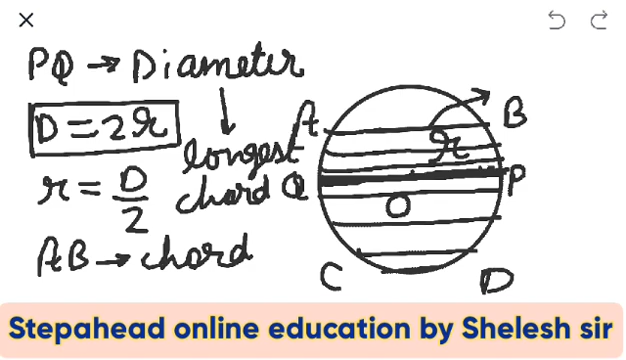 PQ → Diameter
D = 2r
longest
chord
r = D/2
AB → chord
A
B
r
Q
P
O
C
D
Stepahead online education by Shelesh sir